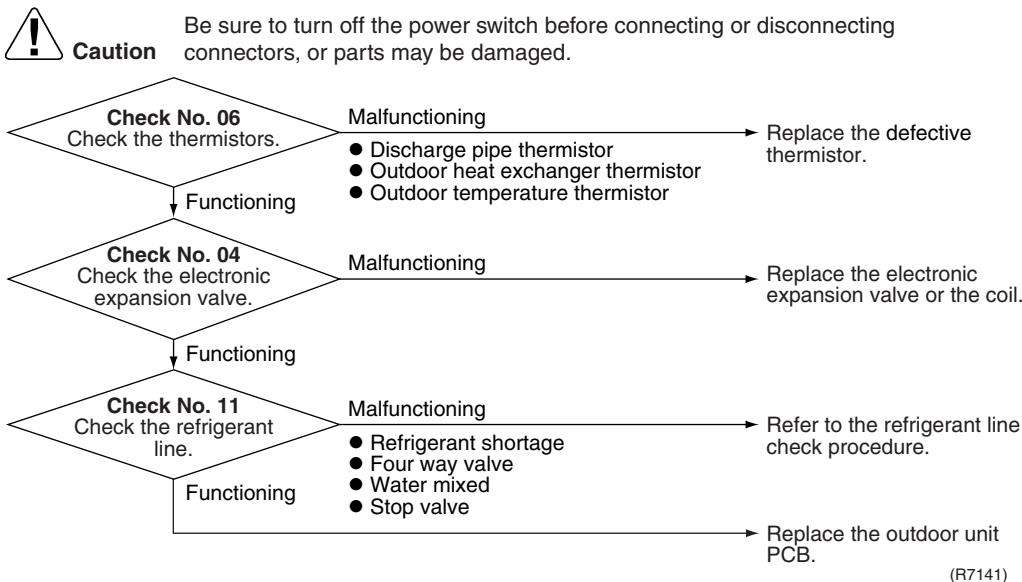 Be sure to turn off the power switch before connecting or disconnecting
Caution connectors, or parts may be damaged.
Check No. 06
Check the thermistors.
Malfunctioning
● Discharge pipe thermistor
● Outdoor heat exchanger thermistor
● Outdoor temperature thermistor
Replace the defective
thermistor.
Functioning
Check No. 04
Check the electronic
expansion valve.
Malfunctioning
Replace the electronic
expansion valve or the coil.
Functioning
Check No. 11
Check the refrigerant
line.
Malfunctioning
● Refrigerant shortage
● Four way valve
● Water mixed
● Stop valve
Refer to the refrigerant line
check procedure.
Functioning
Replace the outdoor unit
PCB.
(R7141)